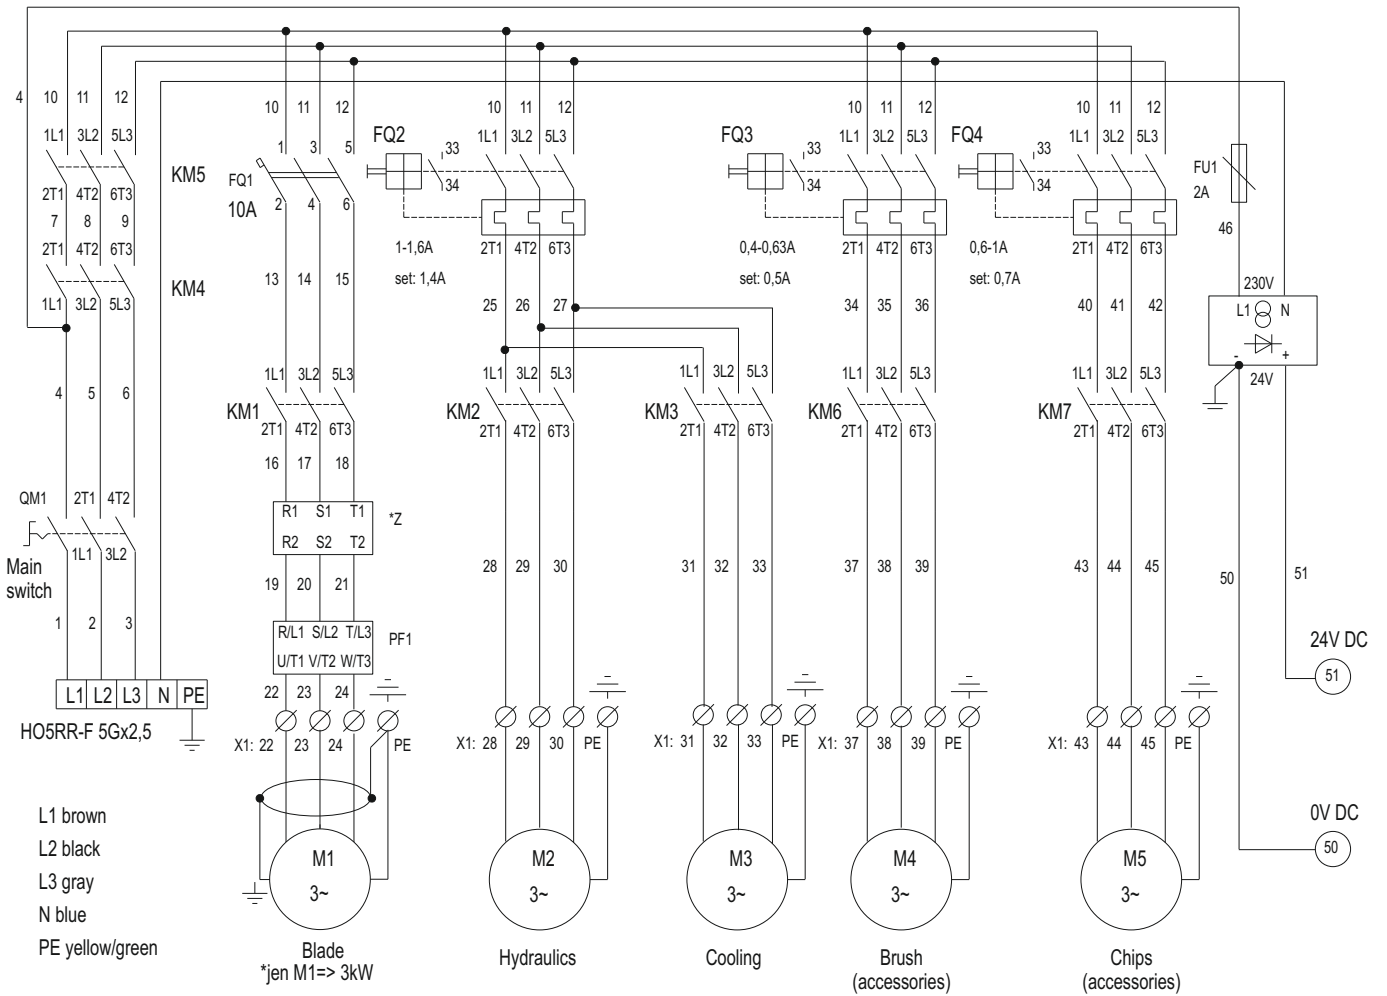 4 10 11 12
1L1 3L2 5L3
KM5
2T1 4T2 6T3
7 8 9
2T1 4T2 6T3
KM4
1L1 3L2 5L3
4 5 6
QM1 2T1 4T2
1L1 3L2
Main
switch
1 2 3
L1 L2 L3 N PE
HO5RR-F 5Gx2,5
L1 brown
L2 black
L3 gray
N blue
PE yellow/green
10 11 12
1 3 5
FQ1
10A
2 4 6
13 14 15
1L1 3L2 5L3
KM1
2T1 4T2 6T3
16 17 18
R1 S1 T1
*Z
R2 S2 T2
19 20 21
R/L1 S/L2 T/L3
PF1
U/T1 V/T2 W/T3
22 23 24
X1: 22 23 24 PE
M1
3~
Blade
*jen M1=> 3kW
10 11 12
FQ2 33 1L1 3L2 5L3
34
1-1,6A
set: 1,4A
2T1 4T2 6T3
25 26 27
1L1 3L2 5L3
KM2
2T1 4T2 6T3
28 29 30
X1: 28 29 30 PE
M2
3~
Hydraulics
1L1 3L2 5L3
KM3
2T1 4T2 6T3
31 32 33
X1: 31 32 33 PE
M3
3~
Cooling
10 11 12
FQ3 33 1L1 3L2 5L3
34
0,4-0,63A
set: 0,5A
2T1 4T2 6T3
34 35 36
1L1 3L2 5L3
KM6
2T1 4T2 6T3
37 38 39
X1: 37 38 39 PE
M4
3~
Brush
(accessories)
10 11 12
FQ4 33 1L1 3L2 5L3
34
0,6-1A
set: 0,7A
2T1 4T2 6T3
40 41 42
1L1 3L2 5L3
KM7
2T1 4T2 6T3
43 44 45
X1: 43 44 45 PE
M5
3~
Chips
(accessories)
FU1
2A
46
230V
L1 N
- +
24V
50 51
24V DC
51
0V DC
50